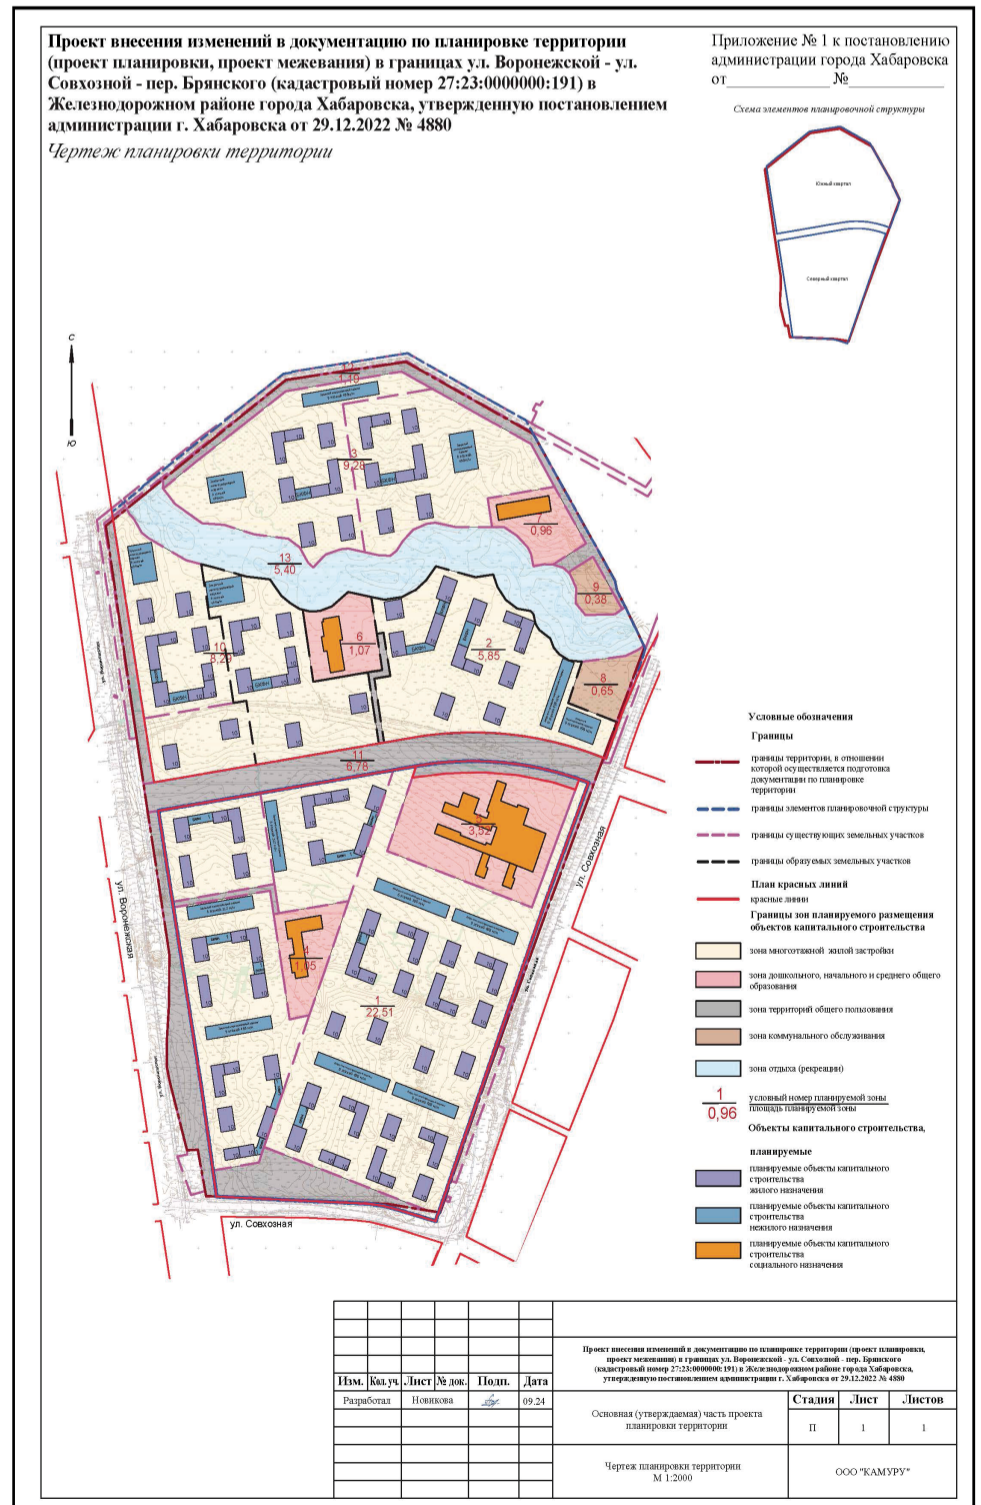 Проект внесения изменений в документацию по планировке территории
(проект планировки, проект межевания) в границах ул. Воронежской - ул.
Совхозной - пер. Брянского (кадастровый номер 27:23:0000000:191) в
Железнодорожном районе города Хабаровска, утвержденную постановлением
администрации г. Хабаровска от 29.12.2022 № 4880
Чертеж планировки территории
Приложение № 1 к постановлению
администрации города Хабаровска
от______________ №_____________
Схема элементов планировочной структуры
Южный квартал
Северный квартал
С
Ю
3
9,28
7
0,96
13
5,40
9
0,38
6
1,07
2
5,85
10
8
0,65
11
6,78
3,52
1,05
1
22,51
ул. Воронежская
ул. Совхозная
ул. Совхозная
Условные обозначения
Границы
границы территории, в отношении
которой осуществляется подготовка
документации по планировке
территории
границы элементов планировочной структуры
границы существующих земельных участков
границы образуемых земельных участков
План красных линий
красные линии
Границы зон планируемого размещения
объектов капитального строительства
зона многоэтажной жилой застройки
зона дошкольного, начального и среднего общего
образования
зона территорий общего пользования
зона коммунального обслуживания
зона отдыха (рекреации)
1
0,96
условный номер планируемой зоны
площадь планируемой зоны
Объекты капитального строительства,
планируемые
планируемые объекты капитального
строительства
жилого назначения
планируемые объекты капитального
строительства
нежилого назначения
планируемые объекты капитального
строительства
социального назначения
Проект внесения изменений в документацию по планировке территории (проект планировки,
проект межевания) в границах ул. Воронежской - ул. Совхозной - пер. Брянского
(кадастровый номер 27:23:0000000:191) в Железнодорожном районе города Хабаровска,
утвержденную постановлением администрации г. Хабаровска от 29.12.2022 № 4880
Изм. Кол.уч. Лист № док. Подп. Дата
Разработал Новикова 09.24
Основная (утверждаемая) часть проекта
планировки территории
Стадия Лист Листов
П 1 1
Чертеж планировки территории
М 1:2000
ООО "КАМУРУ"